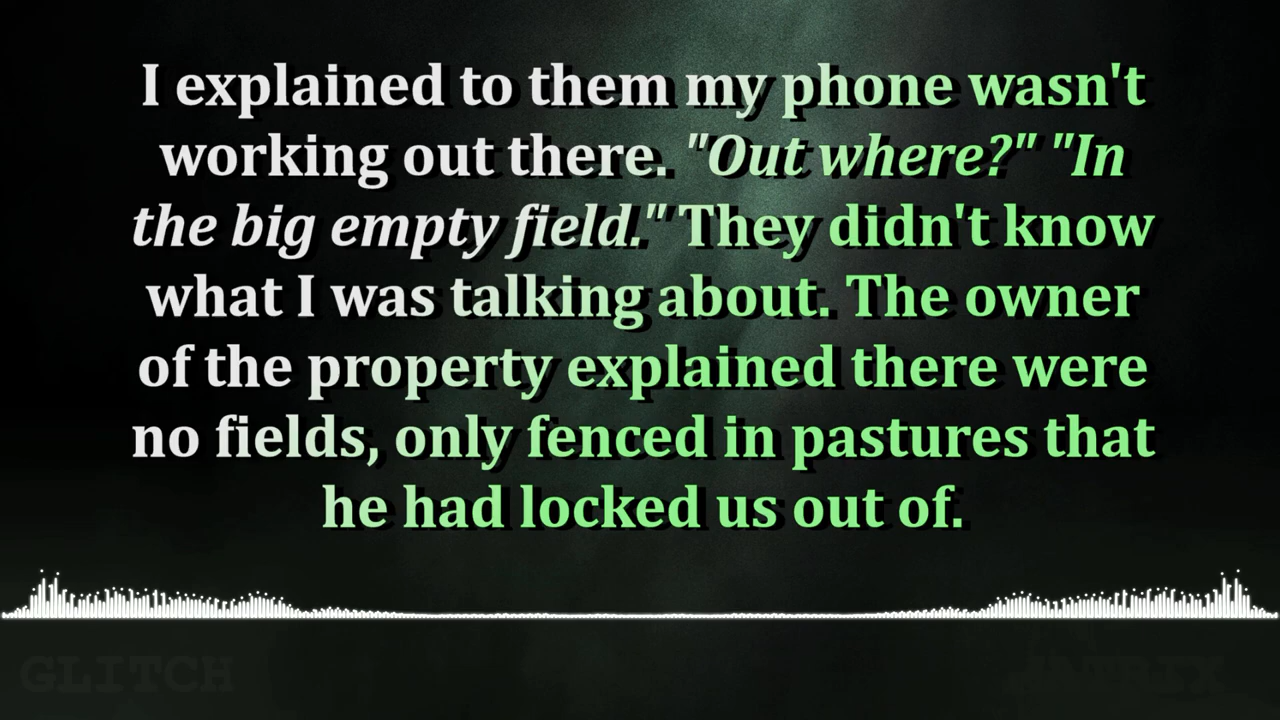 I explained to them my phone wasn't
working out there. "Out where?" "In
the big empty field." They didn't know
what I was talking about. The owner
of the property explained there were
no fields, only fenced in pastures that
he had locked us out of.
GLITCH
MATRIX